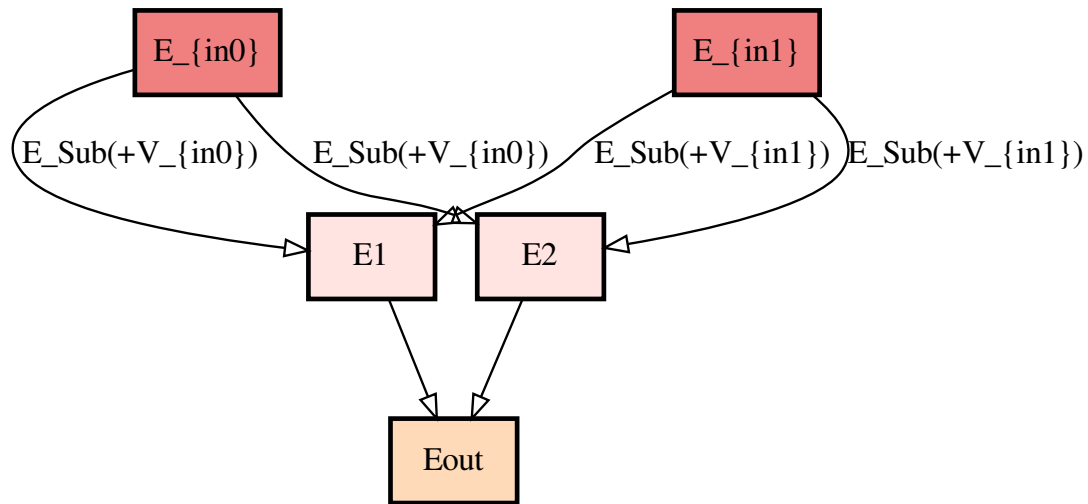 E_{in0}
E_{in1}
E_Sub(+V_{in0})
E_Sub(+V_{in0})
E_Sub(+V_{in1})
E_Sub(+V_{in1})
E1
E2
Eout